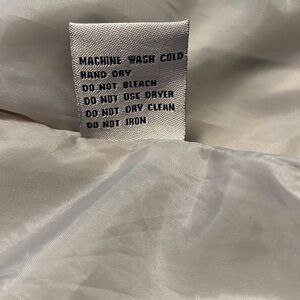 MACHINE WASH COLD
HAND DRY
DO NOT BLEACH
DO NOT USE DRYER
DO NOT DRY CLEAN
DO NOT IRON